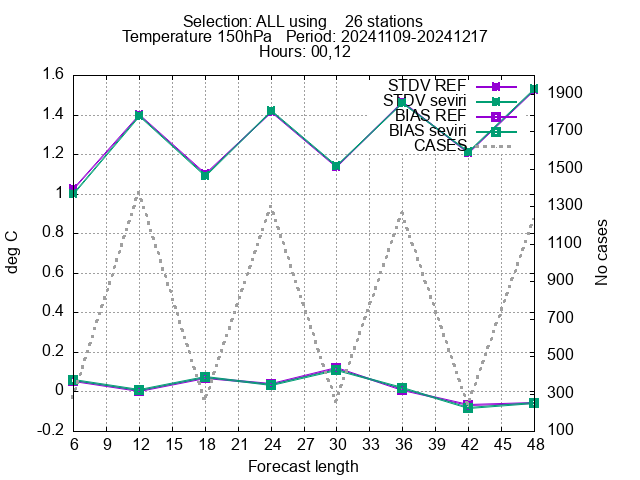 Selection: ALL using    26 stations
Temperature 150hPa   Period: 20241109-20241217
Hours: 00,12
STDV REF
STDV seviri
BIAS REF
BIAS seviri
CASES
1.6
1.4
1.2
1
0.8
0.6
0.4
0.2
0
-0.2
deg C
1900
1700
1500
1300
1100
900
700
500
300
100
No cases
6 9 12 15 18 21 24 27 30 33 36 39 42 45 48
Forecast length